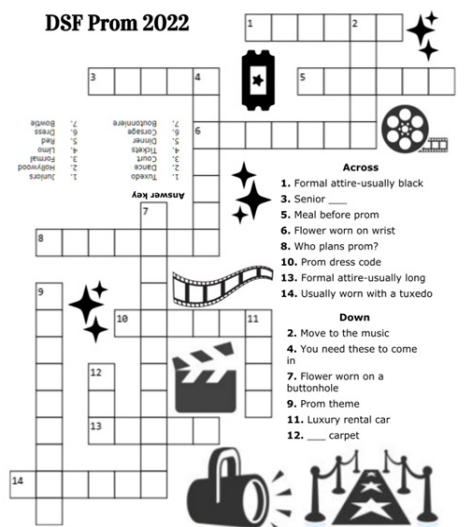 DSF Prom 2022
1 2
3 4 5
6
7
8
9
10 11
12
13
14
Answer key
1. Tuxedo
2. Dance
3. Court
4. Tickets
5. Dinner
6. Corsage
7. Boutonniere
1. Juniors
2. Hollywood
3. Formal
4. Limo
5. Red
6. Dress
7. Bowtie
Across
1. Formal attire-usually black
3. Senior ___
5. Meal before prom
6. Flower worn on wrist
8. Who plans prom?
10. Prom dress code
13. Formal attire-usually long
14. Usually worn with a tuxedo
Down
2. Move to the music
4. You need these to come
in
7. Flower worn on a
buttonhole
9. Prom theme
11. Luxury rental car
12. ___ carpet